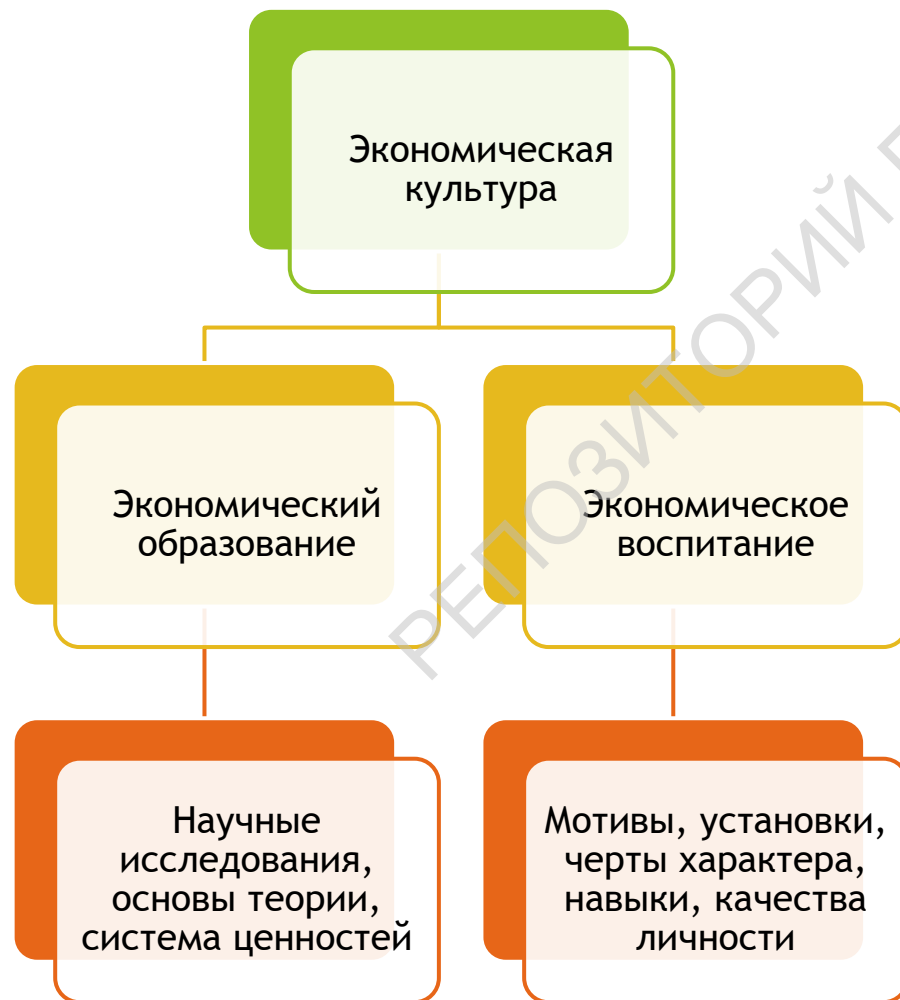 Экономическая
культура
Экономический
образование
Экономическое
воспитание
Научные
исследования,
основы теории,
система ценностей
Мотивы, установки,
черты характера,
навыки, качества
личности
РЕПОЗИТОРИЙ